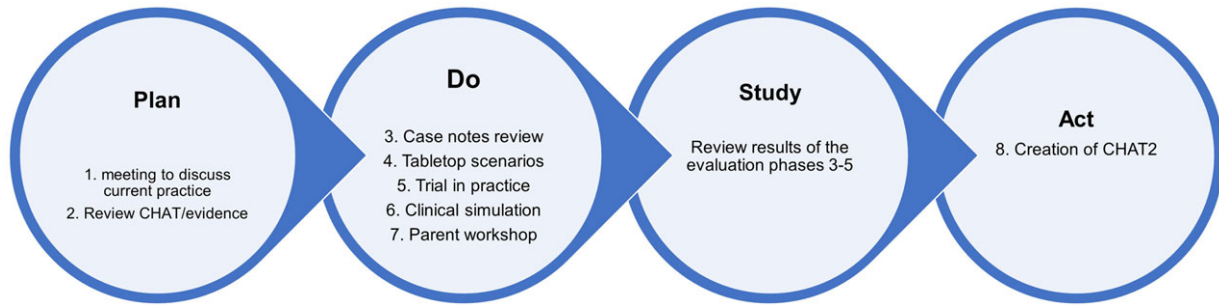 Plan
1. meeting to discuss
current practice
2. Review CHAT/evidence
Do
3. Case notes review
4. Tabletop scenarios
5. Trial in practice
6. Clinical simulation
7. Parent workshop
Study
Review results of the
evaluation phases 3-5
Act
8. Creation of CHAT2